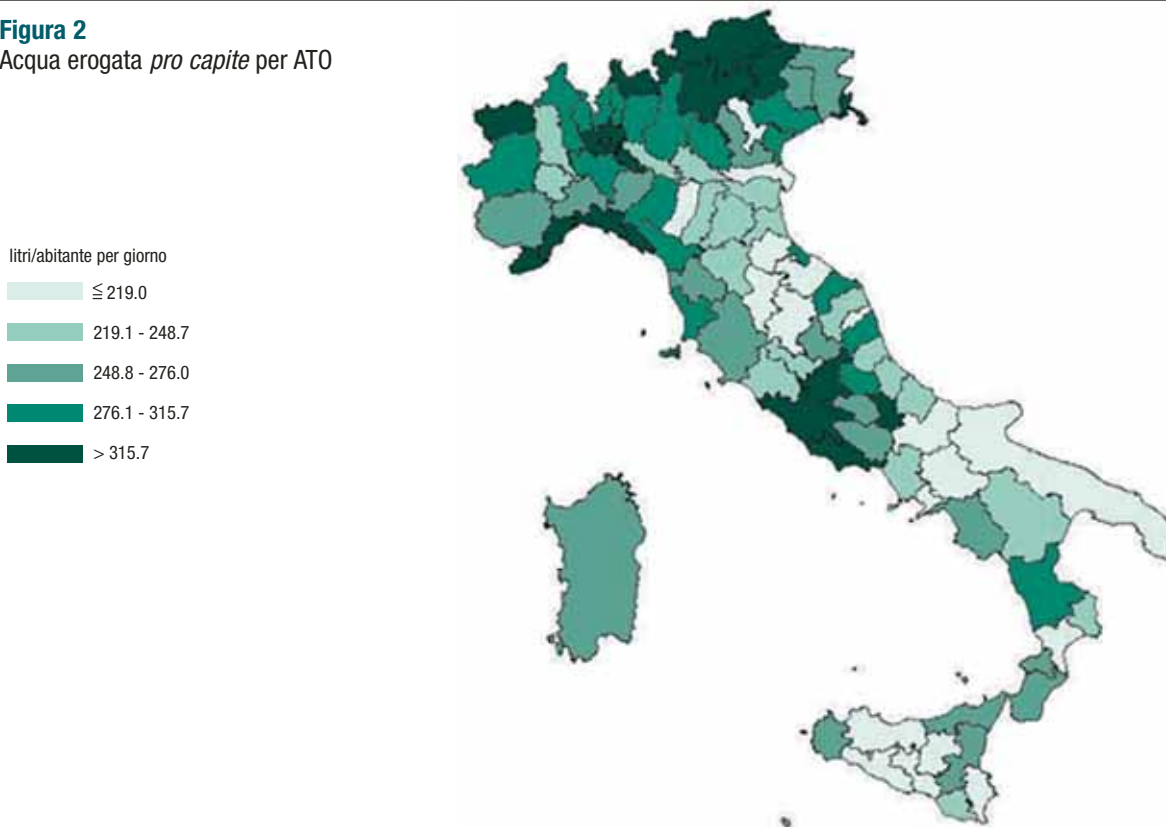 Figura 2
Acqua erogata pro capite per ATO
litri/abitante per giorno
≦ 219.0
219.1 - 248.7
248.8 - 276.0
276.1 - 315.7
> 315.7